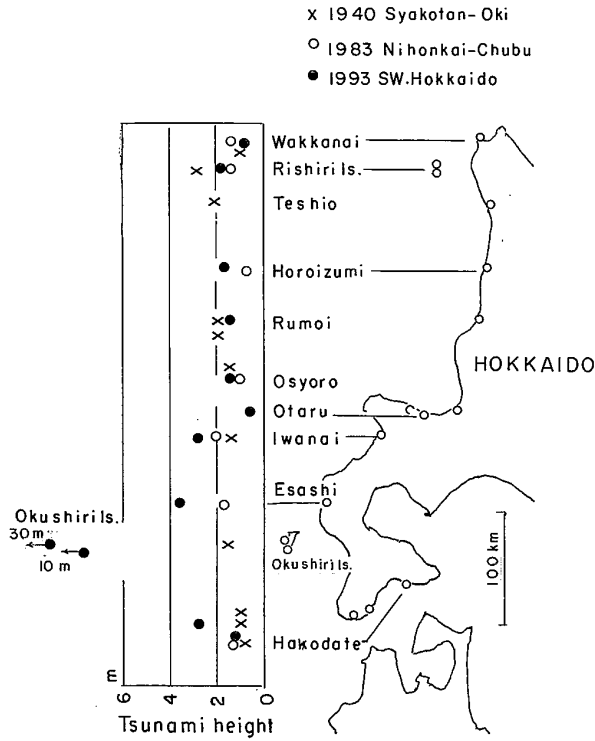 x 1940 Syakotan-Oki
○ 1983 Nihonkai-Chubu
● 1993 SW.Hokkaido
Wakkanai
Rishiri Is.
Teshio
Horoizumi
Rumoi
HOKKAIDO
Osyoro
Otaru
Iwanai
Esashi
Okushiri Is.
30 m
10 m
Okushiri Is.
100 km
Hakodate
m
6 4 2 0
Tsunami height